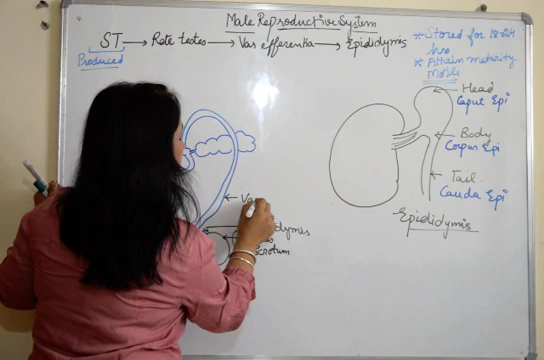 Male Reproductive System
ST → Rete testes → Vas efferentia → Epididymis
Produced
* Stored for 18-24 hrs
* Attain maturity
Motile
Head
Caput Epi
Body
Corpus Epi
Tail
Cauda Epi
Epididymis
Va
scrotum